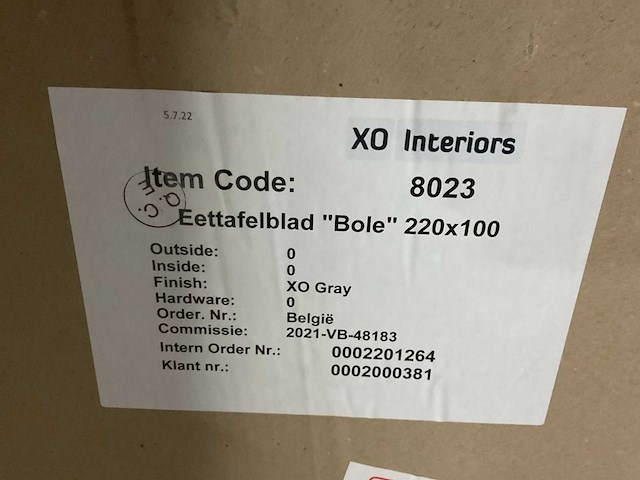 5.7.22
XO Interiors
Item Code: 8023
Eettafelblad "Bole" 220x100
Outside: 0
Inside: 0
Finish: XO Gray
Hardware: 0
Order. Nr.: België
Commissie: 2021-VB-48183
Intern Order Nr.: 0002201264
Klant nr.: 0002000381